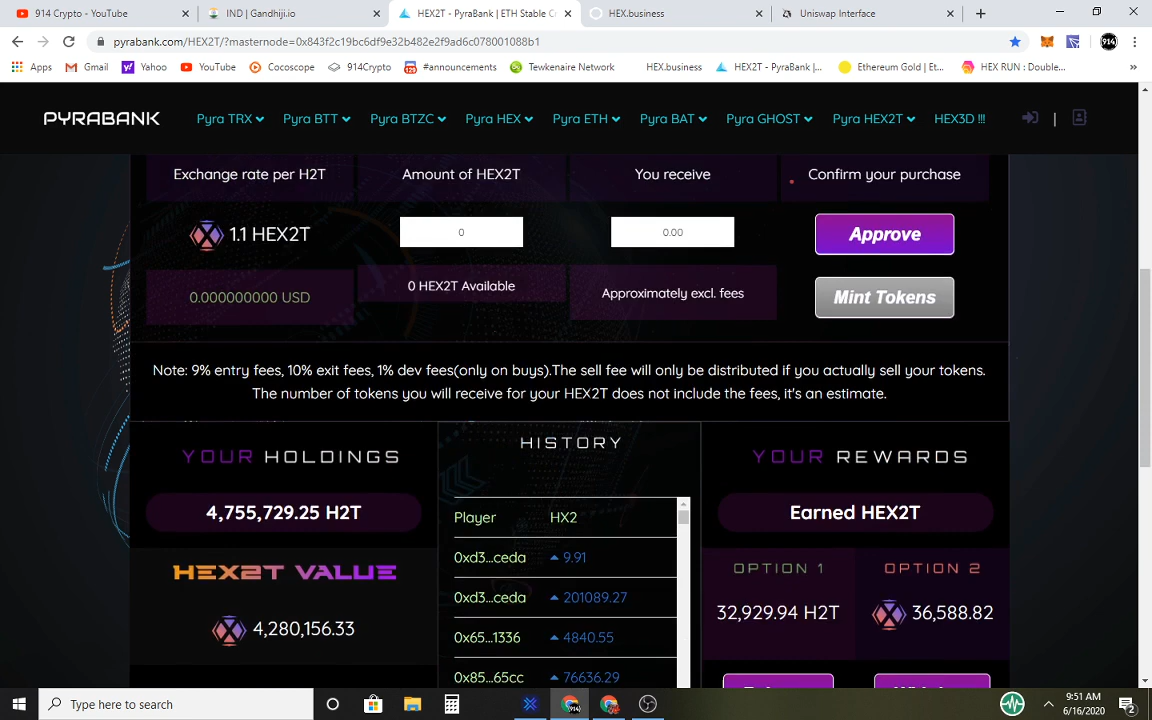 914 Crypto - YouTube
IND | Gandhiji.io
HEX2T - PyraBank | ETH Stable C
HEX.business
Uniswap Interface
pyrabank.com/HEX2T/?masternode=0x843f2c19bc6df9e32b482e2f9ad6c078001088b1
914
Apps
Gmail
Yahoo
YouTube
Cocoscope
914Crypto
#announcements
Tewkenaire Network
HEX.business
HEX2T - PyraBank |...
Ethereum Gold | Et...
HEX RUN : Double...
PYRABANK
Pyra TRX
Pyra BTT
Pyra BTZC
Pyra HEX
Pyra ETH
Pyra BAT
Pyra GHOST
Pyra HEX2T
HEX3D !!!
|
Exchange rate per H2T
Amount of HEX2T
You receive
Confirm your purchase
1.1 HEX2T
0
0.00
Approve
0.000000000 USD
0 HEX2T Available
Approximately excl. fees
Mint Tokens
Note: 9% entry fees, 10% exit fees, 1% dev fees(only on buys).The sell fee will only be distributed if you actually sell your tokens.
The number of tokens you will receive for your HEX2T does not include the fees, it's an estimate.
YOUR HOLDINGS
HISTORY
YOUR REWARDS
4,755,729.25 H2T
Player HX2
Earned HEX2T
0xd3...ceda 9.91
HEX2T VALUE
OPTION 1
OPTION 2
0xd3...ceda 201089.27
32,929.94 H2T
36,588.82
4,280,156.33
0x65...1336 4840.55
0x85...65cc 76636.29
Type here to search
9:51 AM
6/16/2020
2